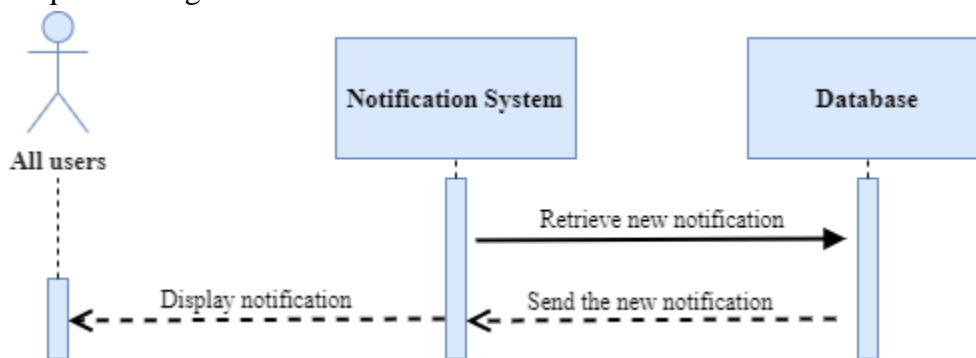 Notification System
Database
All users
Retrieve new notification
Display notification
Send the new notification